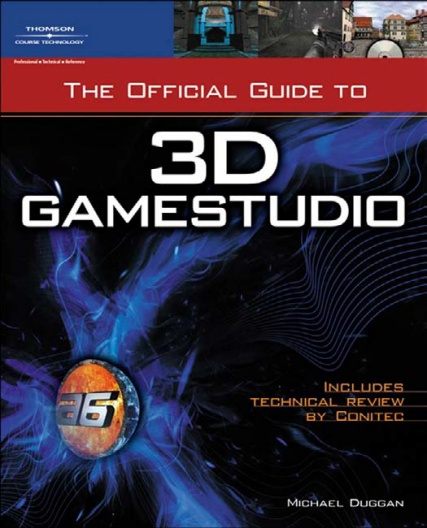 THOMSON
COURSE TECHNOLOGY
Professional ■ Technical ■ Reference
THE OFFICIAL GUIDE TO
3D
GAMESTUDIO
a6
INCLUDES
TECHNICAL REVIEW
BY CONITEC
MICHAEL DUGGAN